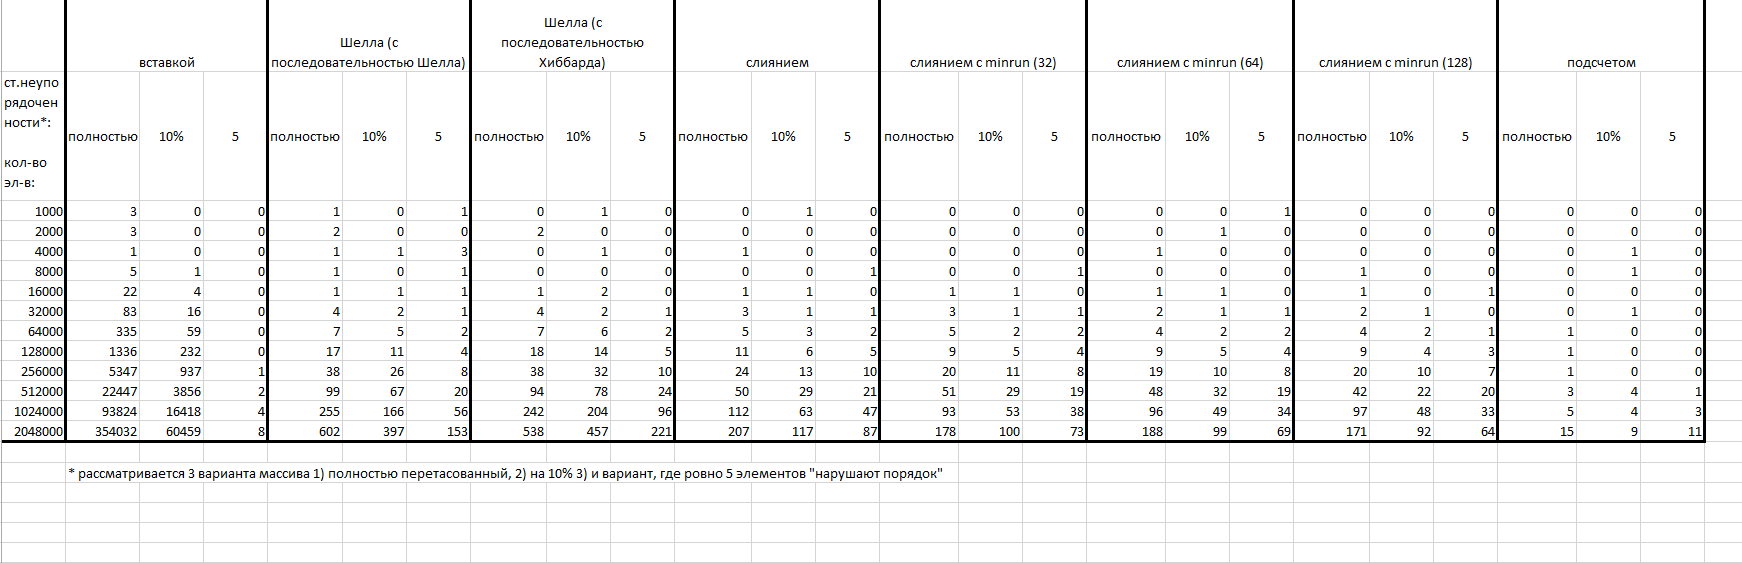 Шелла (с
последовательностью
Хиббарда)
Шелла (с
последовательностью Шелла)
вставкой
слиянием
слиянием с minrun (32)
слиянием с minrun (64)
слиянием с minrun (128)
подсчетом
ст.неупо
рядочен
ности*:
кол-во
эл-в:
полностью 10% 5 полностью 10% 5 полностью 10% 5 полностью 10% 5 полностью 10% 5 полностью 10% 5 полностью 10% 5 полностью 10% 5
1000 3 0 0 1 0 1 0 1 0 0 1 0 0 0 0 0 0 1 0 0 0 0 0 0
2000 3 0 0 2 0 0 2 0 0 0 0 0 0 0 0 0 1 0 0 0 0 0 0 0
4000 1 0 0 1 1 3 0 1 0 1 0 0 0 0 0 1 0 0 0 0 0 0 1 0
8000 5 1 0 1 0 1 0 0 0 0 0 1 0 0 1 0 0 0 1 0 0 0 1 0
16000 22 4 0 1 1 1 1 2 0 1 1 0 1 1 0 1 1 0 1 0 1 0 0 0
32000 83 16 0 4 2 1 4 2 1 3 1 1 3 1 1 2 1 1 2 1 0 0 1 0
64000 335 59 0 7 5 2 7 6 2 5 3 2 5 2 2 4 2 2 4 2 1 1 0 0
128000 1336 232 0 17 11 4 18 14 5 11 6 5 9 5 4 9 5 4 9 4 3 1 0 0
256000 5347 937 1 38 26 8 38 32 10 24 13 10 20 11 8 19 10 8 20 10 7 1 0 0
512000 22447 3856 2 99 67 20 94 78 24 50 29 21 51 29 19 48 32 19 42 22 20 3 4 1
1024000 93824 16418 4 255 166 56 242 204 96 112 63 47 93 53 38 96 49 34 97 48 33 5 4 3
2048000 354032 60459 8 602 397 153 538 457 221 207 117 87 178 100 73 188 99 69 171 92 64 15 9 11
* рассматривается 3 варианта массива 1) полностью перетасованный, 2) на 10% 3) и вариант, где ровно 5 элементов "нарушают порядок"